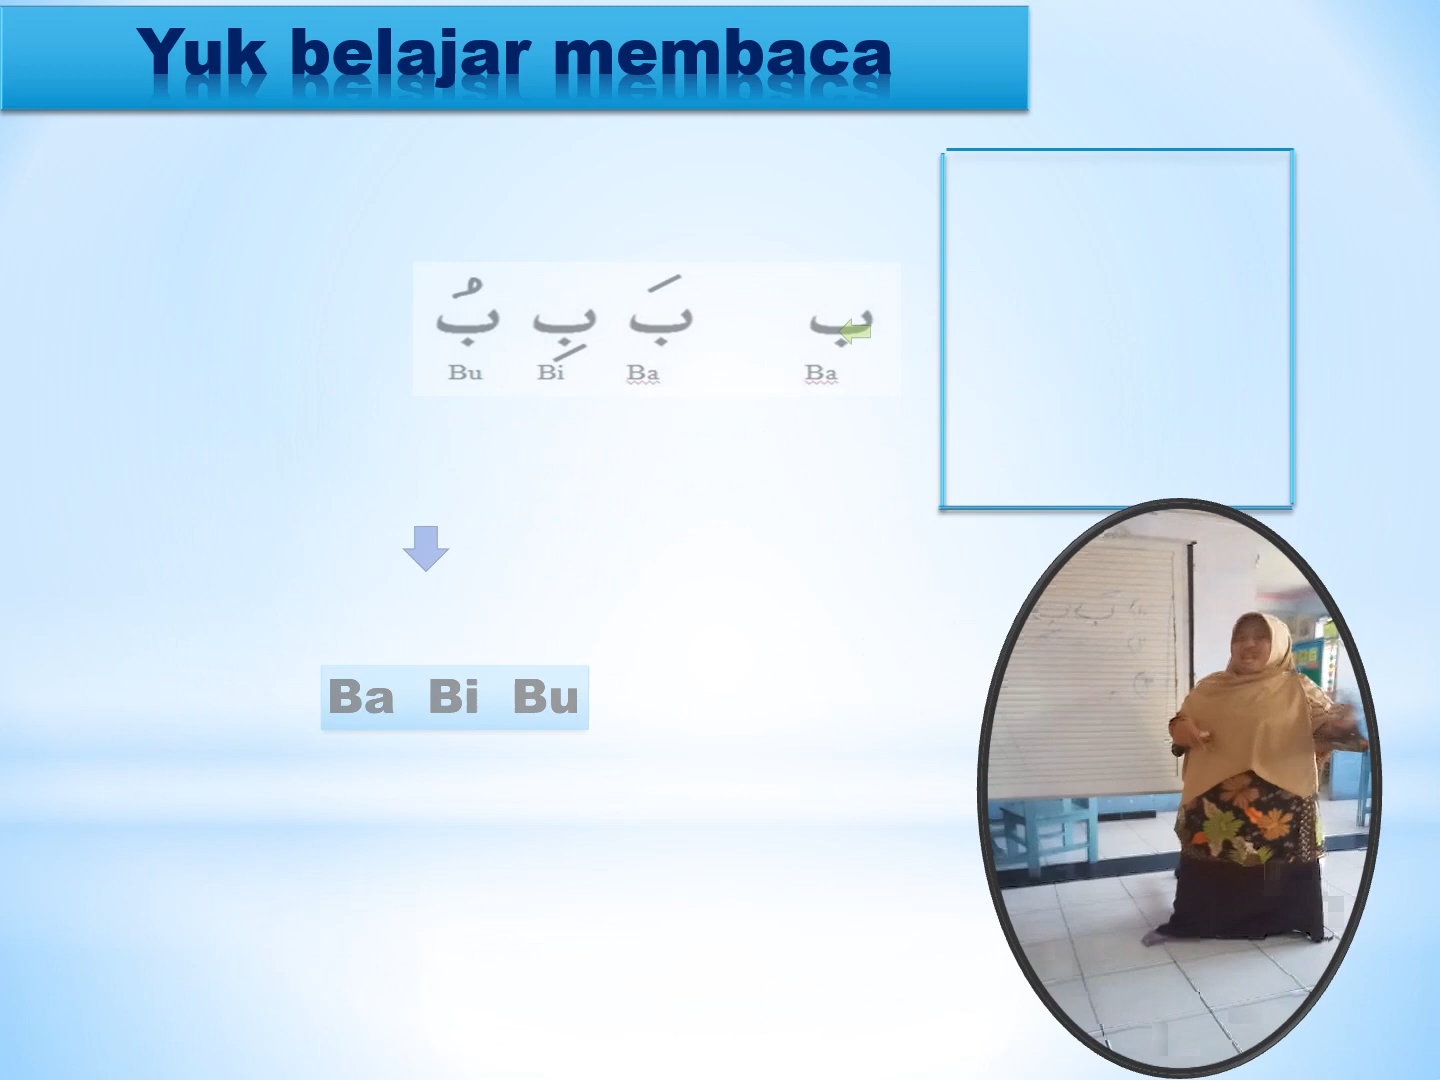 Yuk belajar membaca
ب بَ بِ بُ
Bu Bi Ba Ba
Ba Bi Bu